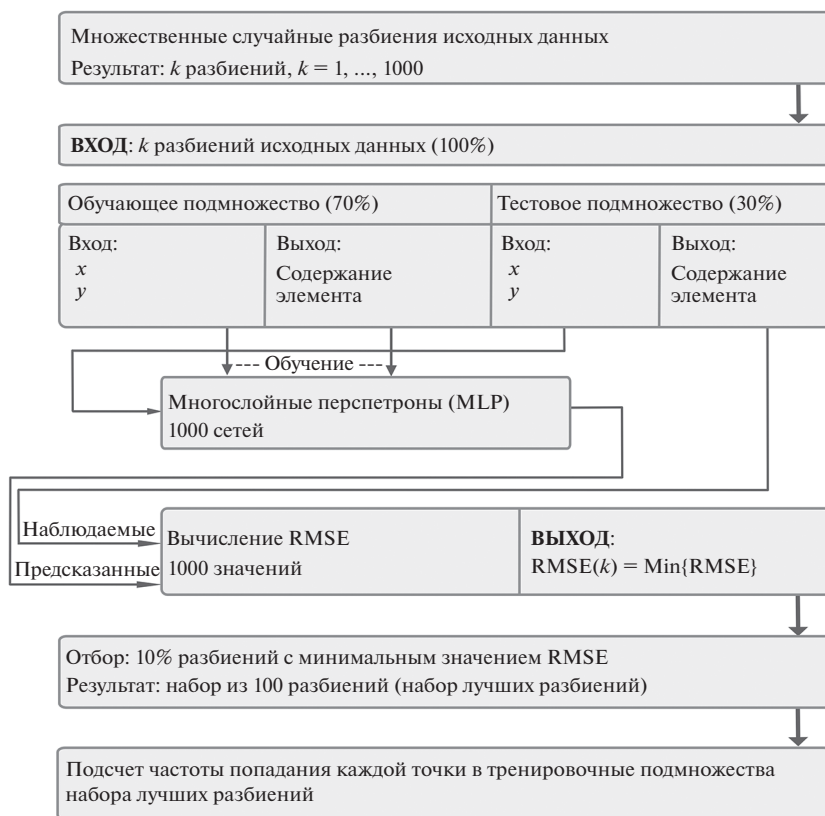 Множественные случайные разбиения исходных данных
Результат: k разбиений, k = 1, ..., 1000
ВХОД: k разбиений исходных данных (100%)
Обучающее подмножество (70%)
Тестовое подмножество (30%)
Вход:
x
y
Выход:
Содержание
элемента
Вход:
x
y
Выход:
Содержание
элемента
--- Обучение ---
Многослойные перспетроны (MLP)
1000 сетей
Наблюдаемые
Предсказанные
Вычисление RMSE
1000 значений
ВЫХОД:
RMSE(k) = Min{RMSE}
Отбор: 10% разбиений с минимальным значением RMSE
Результат: набор из 100 разбиений (набор лучших разбиений)
Подсчет частоты попадания каждой точки в тренировочные подмножества
набора лучших разбиений